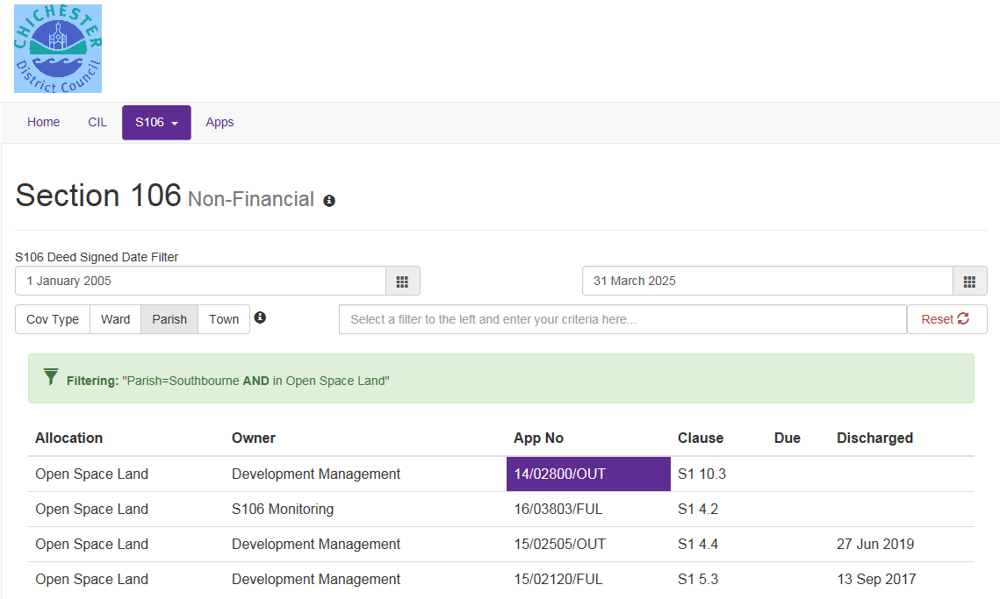 CHICHESTER
District Council
Home CIL S106 Apps
Section 106 Non-Financial
S106 Deed Signed Date Filter
1 January 2005 31 March 2025
Cov Type Ward Parish Town Select a filter to the left and enter your criteria here... Reset
Filtering: "Parish=Southbourne AND in Open Space Land"
Allocation Owner App No Clause Due Discharged
Open Space Land Development Management 14/02800/OUT S1 10.3
Open Space Land S106 Monitoring 16/03803/FUL S1 4.2
Open Space Land Development Management 15/02505/OUT S1 4.4 27 Jun 2019
Open Space Land Development Management 15/02120/FUL S1 5.3 13 Sep 2017